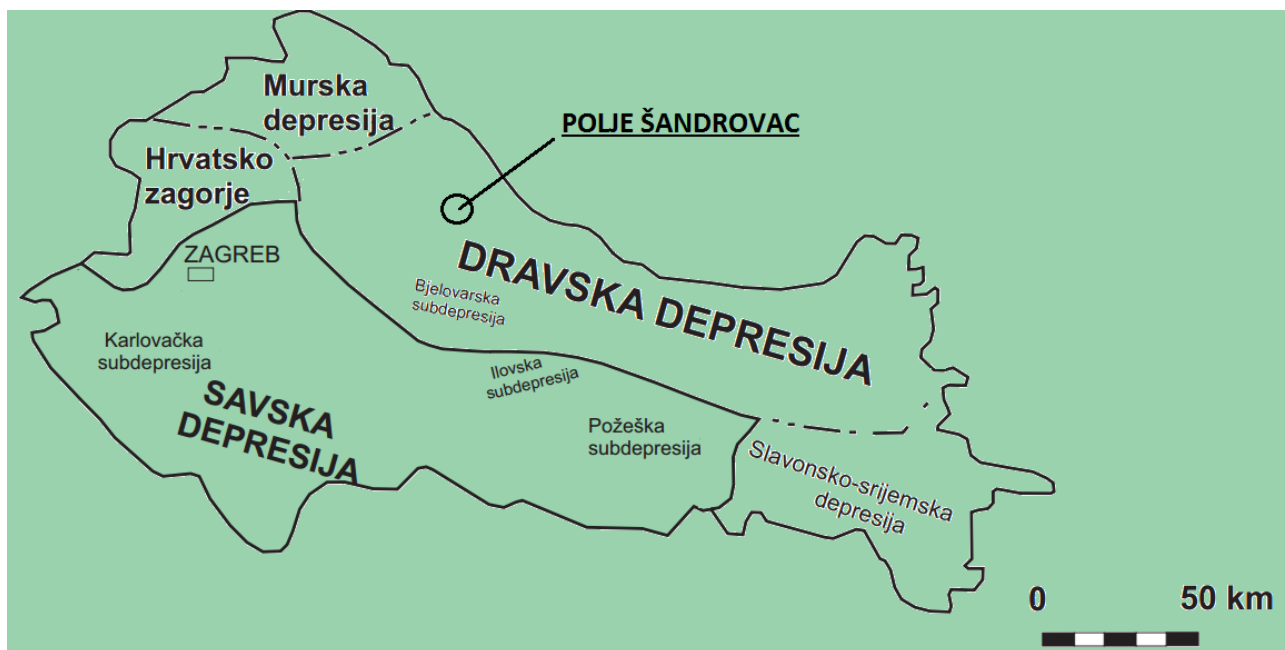 Murska
depresija
POLJE ŠANDROVAC
Hrvatsko
zagorje
ZAGREB
DRAVSKA DEPRESIJA
Bjelovarska
subdepresija
Karlovačka
subdepresija
Ilovska
subdepresija
SAVSKA
DEPRESIJA
Požeška
subdepresija
Slavonsko-srijemska
depresija
0 50 km